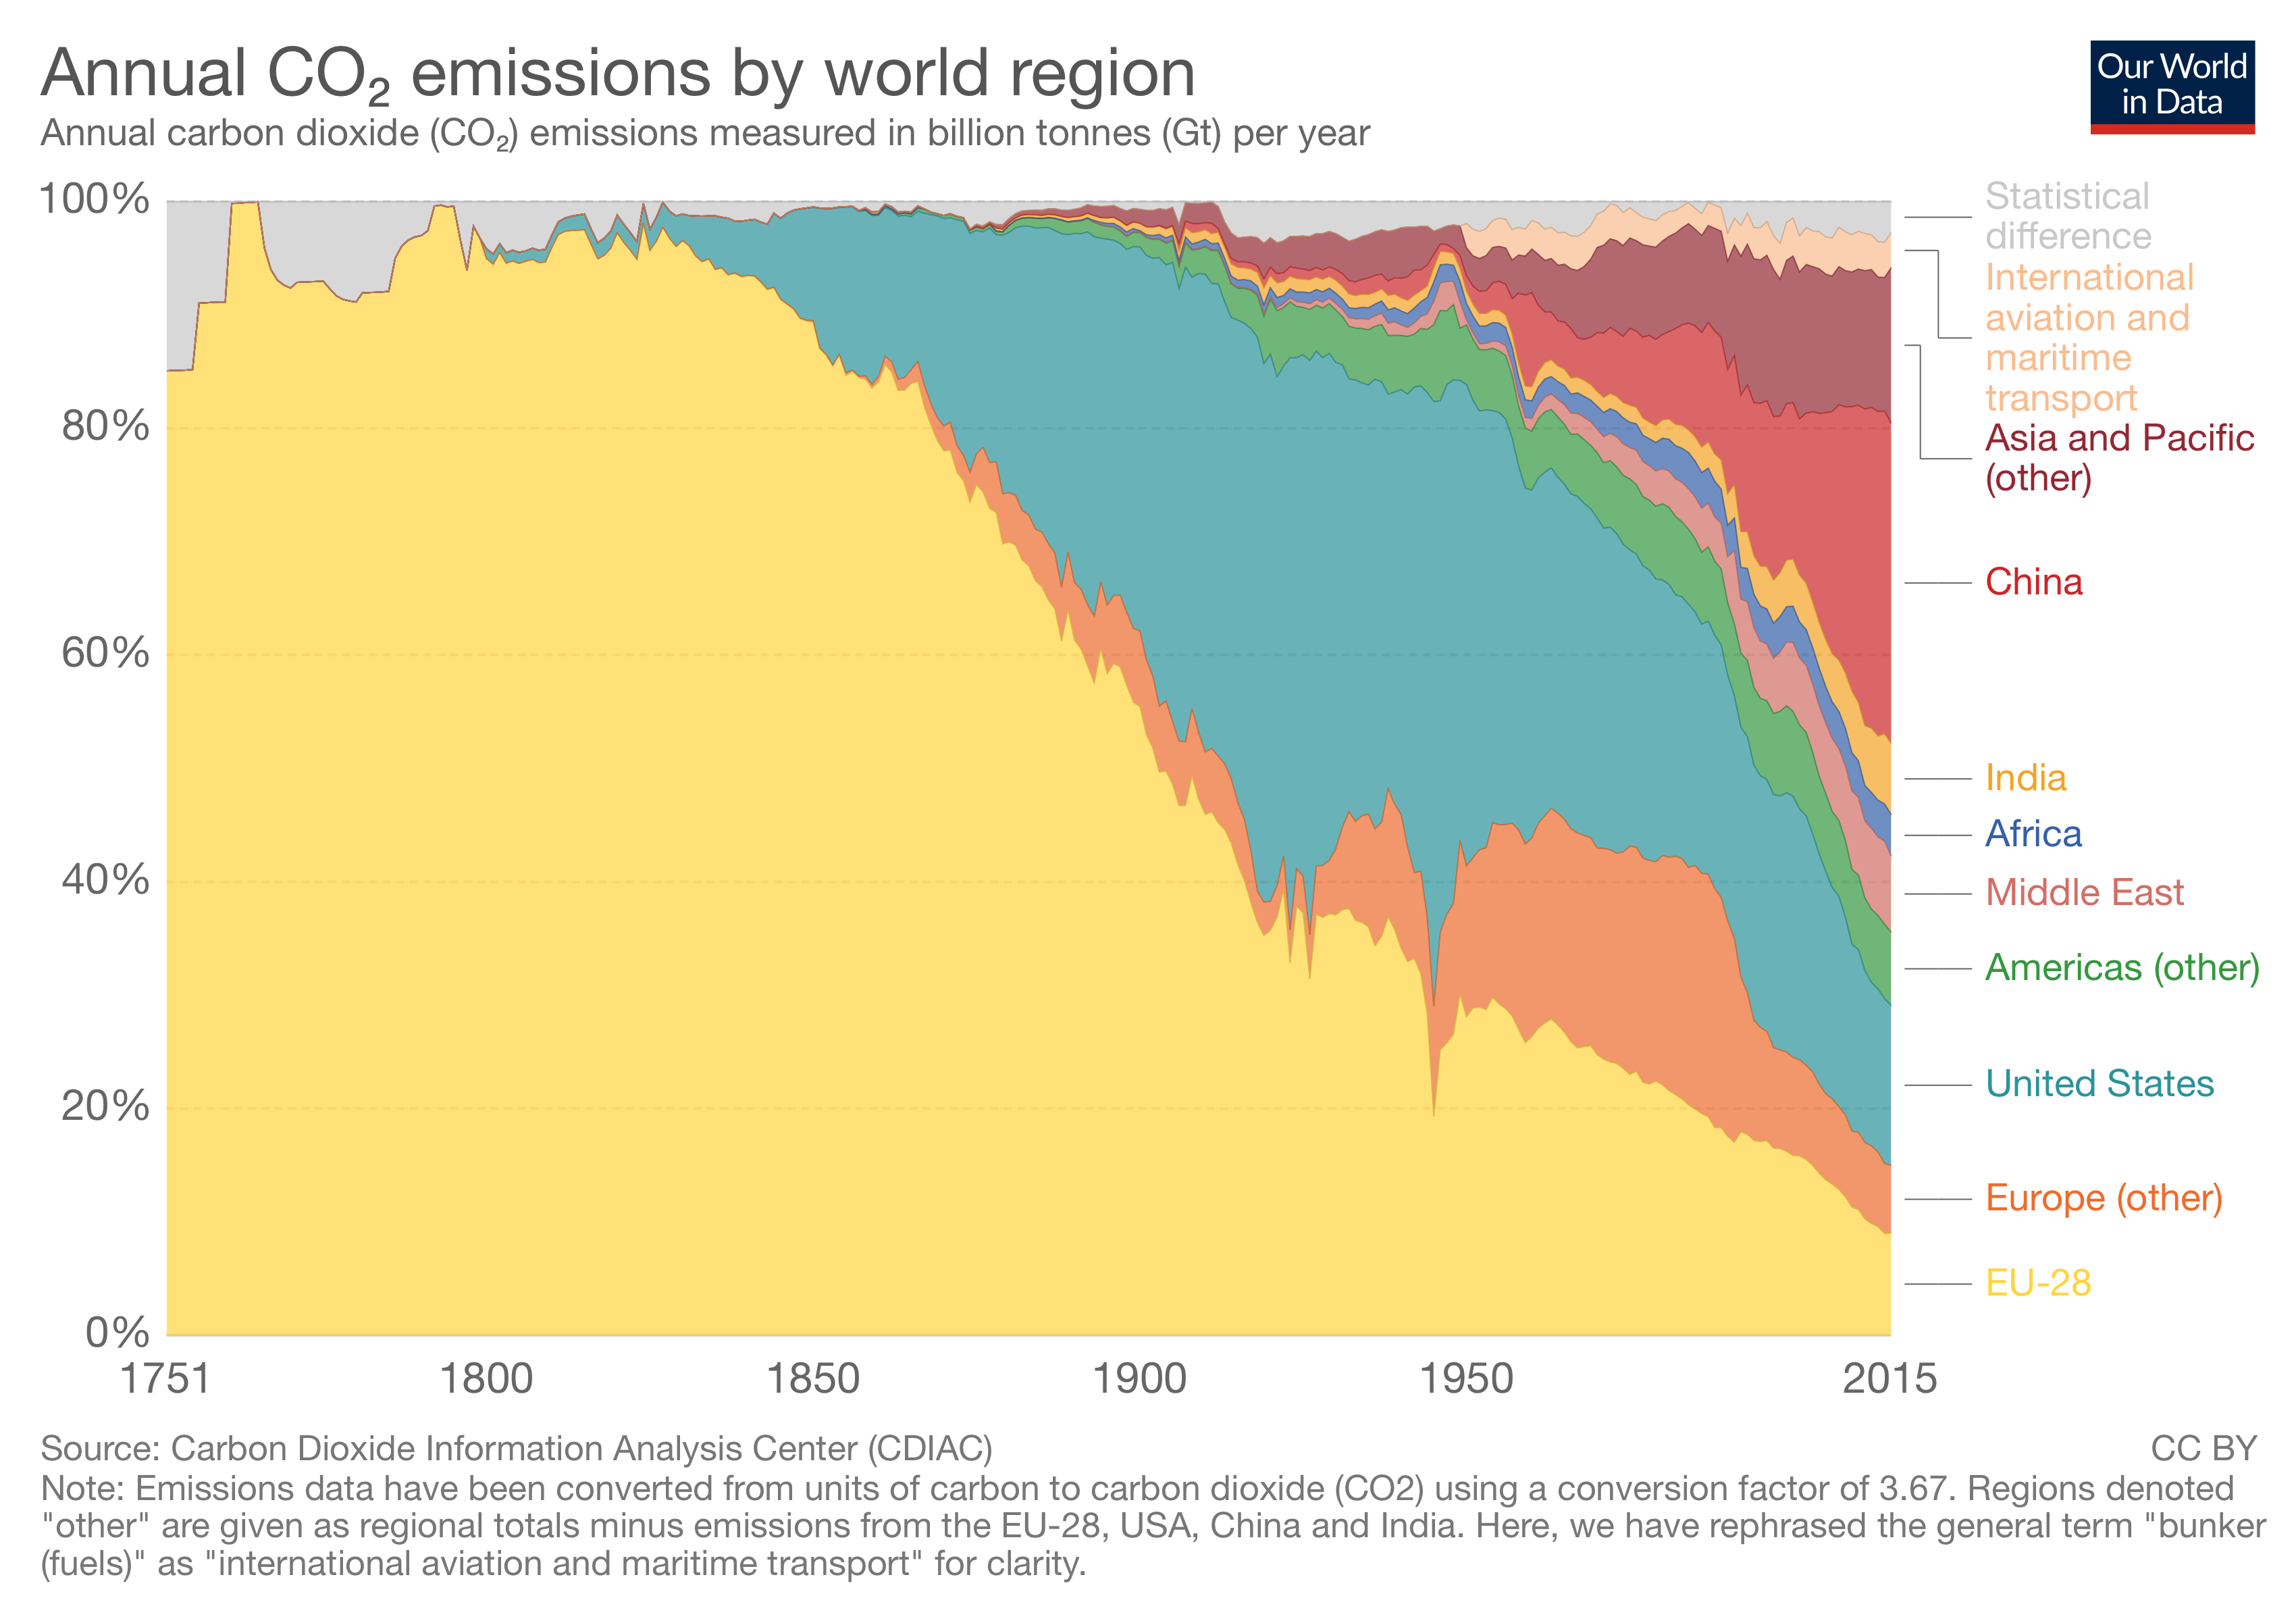 Annual CO₂ emissions by world region
Annual carbon dioxide (CO₂) emissions measured in billion tonnes (Gt) per year
Our World
in Data
100%
80%
60%
40%
20%
0%
1751
1800
1850
1900
1950
2015
Statistical
difference
International
aviation and
maritime
transport
Asia and Pacific
(other)
China
India
Africa
Middle East
Americas (other)
United States
Europe (other)
EU-28
Source: Carbon Dioxide Information Analysis Center (CDIAC)
CC BY
Note: Emissions data have been converted from units of carbon to carbon dioxide (CO2) using a conversion factor of 3.67. Regions denoted
"other" are given as regional totals minus emissions from the EU-28, USA, China and India. Here, we have rephrased the general term "bunker
(fuels)" as "international aviation and maritime transport" for clarity.